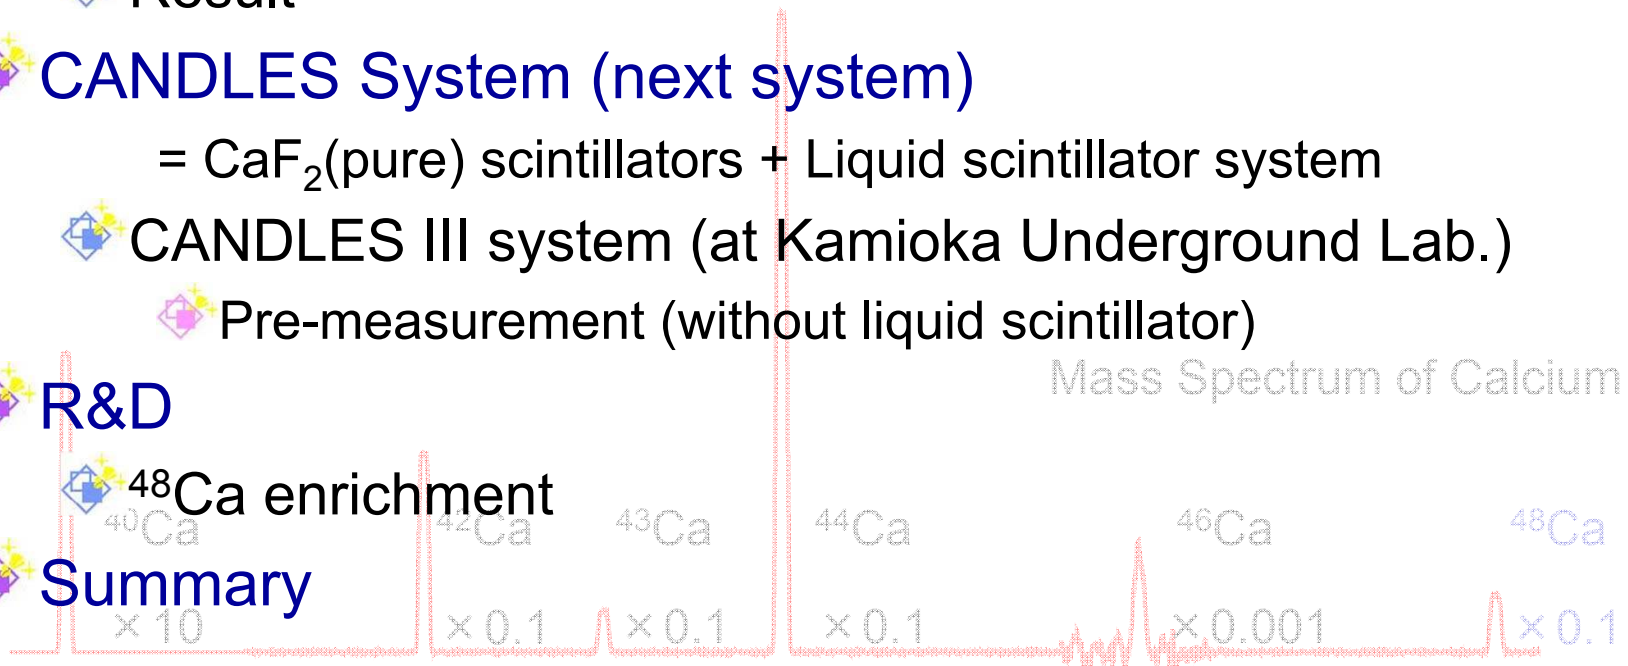 Result
CANDLES System (next system)
= CaF₂(pure) scintillators + Liquid scintillator system
CANDLES III system (at Kamioka Underground Lab.)
Pre-measurement (without liquid scintillator)
Mass Spectrum of Calcium
R&D
⁴⁸Ca enrichment
⁴⁰Ca ⁴²Ca ⁴³Ca ⁴⁴Ca ⁴⁶Ca ⁴⁸Ca
Summary
× 10 × 0.1 × 0.1 × 0.1 × 0.001 × 0.1